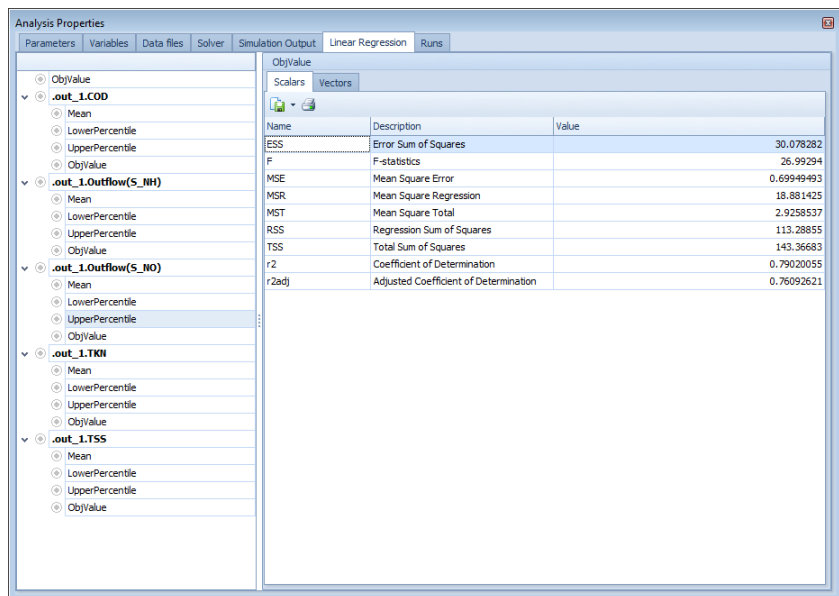 Analysis Properties
Parameters Variables Data files Solver Simulation Output Linear Regression Runs
ObjValue
.out_1.COD
Mean
LowerPercentile
UpperPercentile
ObjValue
.out_1.Outflow(S_NH)
Mean
LowerPercentile
UpperPercentile
ObjValue
.out_1.Outflow(S_NO)
Mean
LowerPercentile
UpperPercentile
ObjValue
.out_1.TKN
Mean
LowerPercentile
UpperPercentile
ObjValue
.out_1.TSS
Mean
LowerPercentile
UpperPercentile
ObjValue
ObjValue
Scalars Vectors
Name Description Value
ESS Error Sum of Squares 30.078282
F F-statistics 26.99294
MSE Mean Square Error 0.69949493
MSR Mean Square Regression 18.881425
MST Mean Square Total 2.9258537
RSS Regression Sum of Squares 113.28855
TSS Total Sum of Squares 143.36683
r2 Coefficient of Determination 0.79020055
r2adj Adjusted Coefficient of Determination 0.76092621